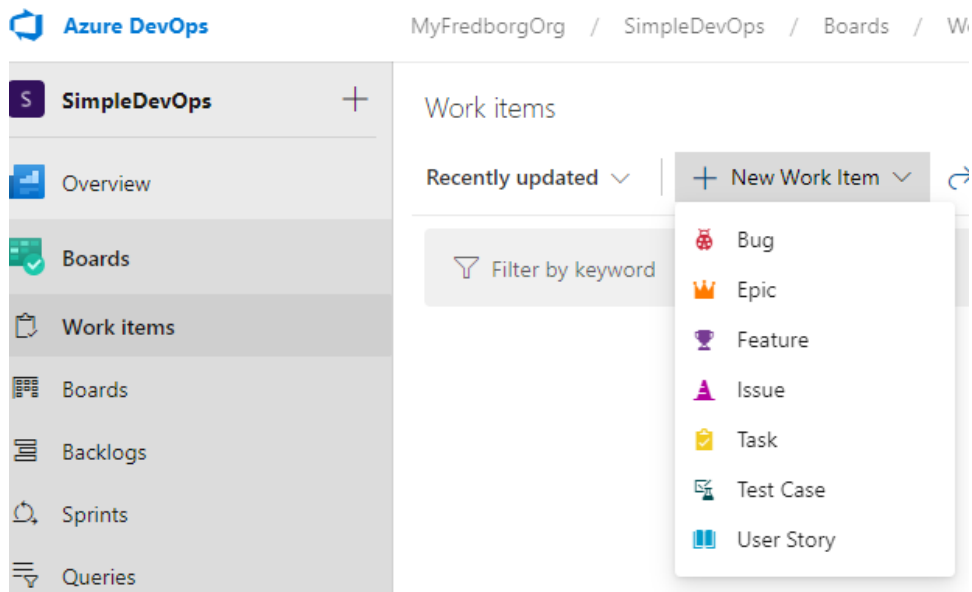 Azure DevOps
MyFredborgOrg / SimpleDevOps / Boards /
S SimpleDevOps
Work items
Overview
Recently updated
New Work Item
Boards
Filter by keyword
Work items
Boards
Backlogs
Sprints
Queries
Bug
Epic
Feature
Issue
Task
Test Case
User Story